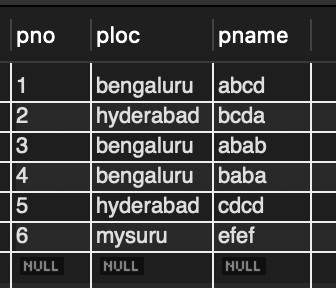 pno ploc pname
1 bengaluru abcd
2 hyderabad bcda
3 bengaluru abab
4 bengaluru baba
5 hyderabad cdcd
6 mysuru efef
NULL NULL NULL